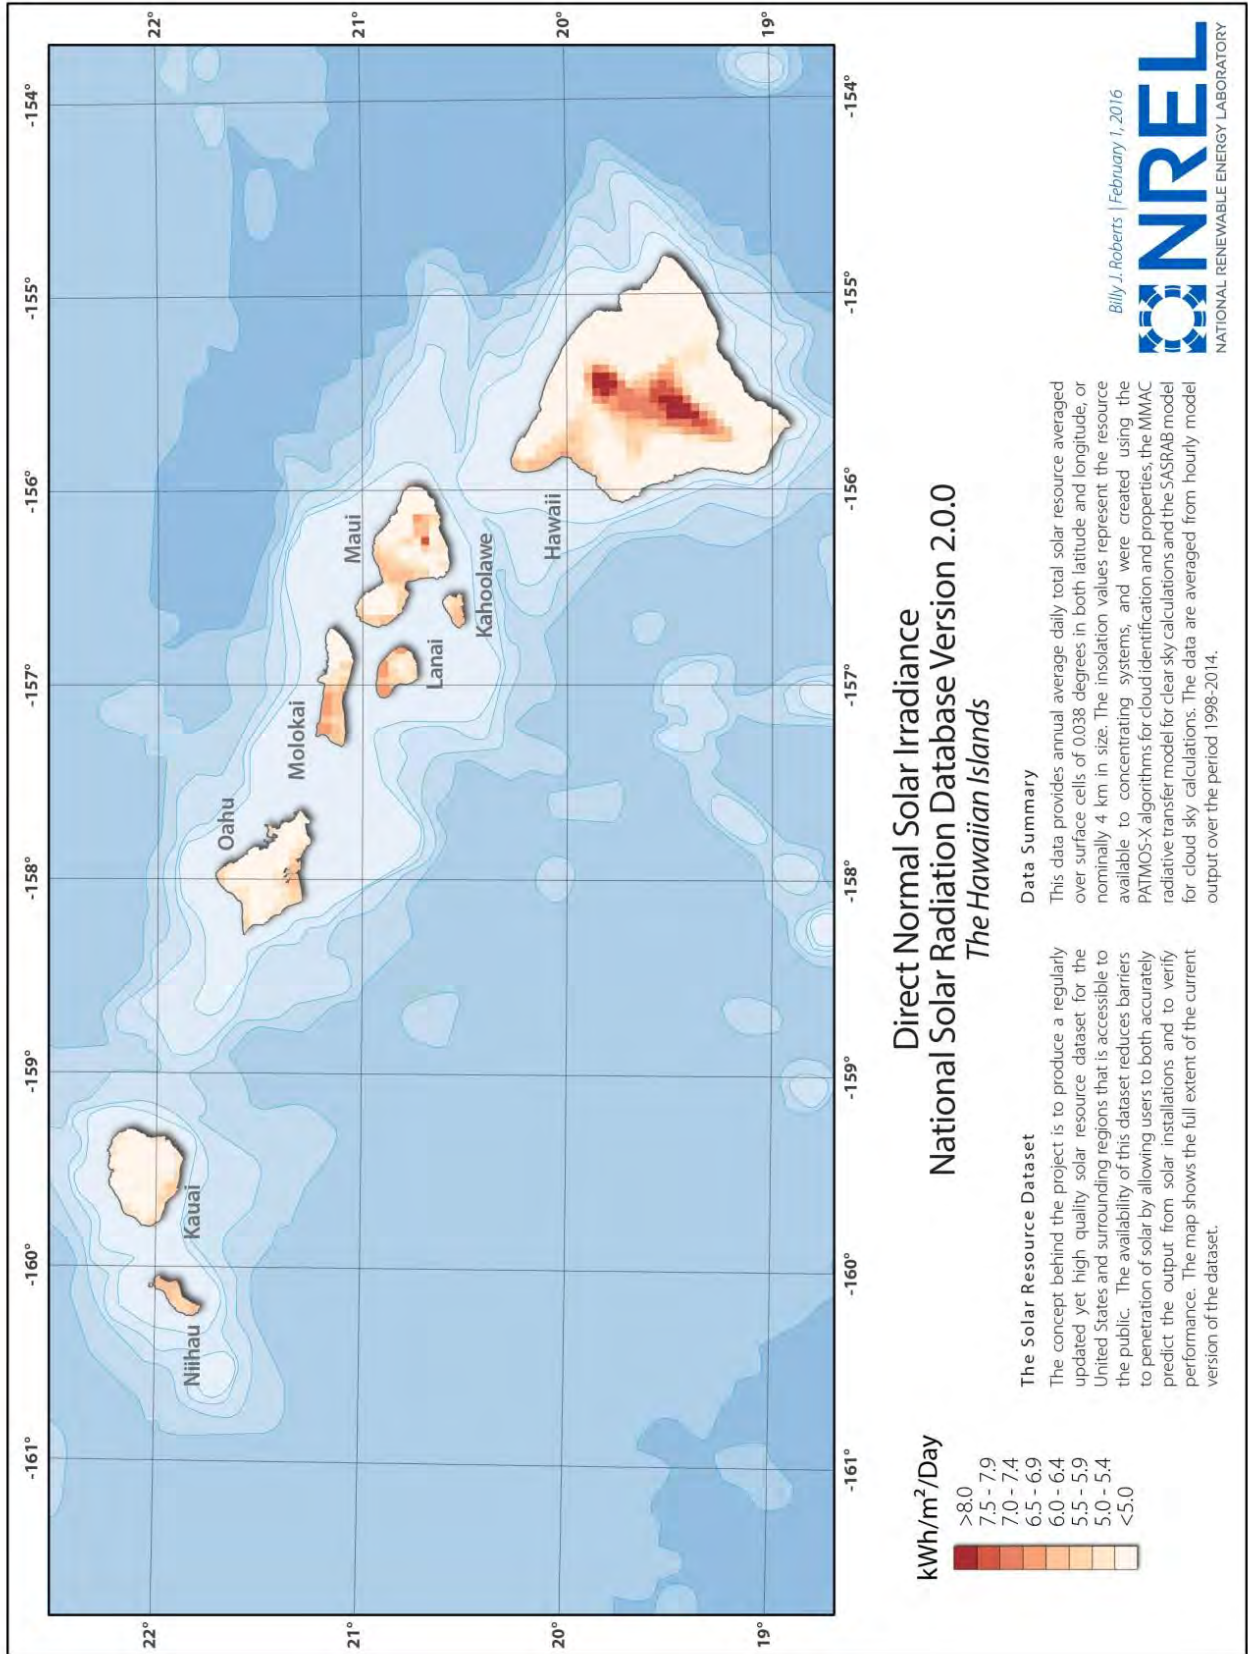 -161°
-160°
-159°
-158°
-157°
-156°
-155°
-154°
22°
22°
21°
21°
20°
20°
19°
19°
Niihau
Kauai
Oahu
Molokai
Lanai
Maui
Kahoolawe
Hawaii
-161°
-160°
-159°
-158°
-157°
-156°
-155°
-154°
kWh/m²/Day
>8.0
7.5 - 7.9
7.0 - 7.4
6.5 - 6.9
6.0 - 6.4
5.5 - 5.9
5.0 - 5.4
<5.0
Direct Normal Solar Irradiance
National Solar Radiation Database Version 2.0.0
The Hawaiian Islands
The Solar Resource Dataset
The concept behind the project is to produce a regularly
updated yet high quality solar resource dataset for the
United States and surrounding regions that is accessible to
the public. The availability of this dataset reduces barriers
to penetration of solar by allowing users to both accurately
predict the output from solar installations and to verify
performance. The map shows the full extent of the current
version of the dataset.
Data Summary
This data provides annual average daily total solar resource averaged
over surface cells of 0.038 degrees in both latitude and longitude, or
nominally 4 km in size. The insolation values represent the resource
available to concentrating systems, and were created using the
PATMOS-X algorithms for cloud identification and properties, the MMAC
radiative transfer model for clear sky calculations and the SASRAB model
for cloud sky calculations. The data are averaged from hourly model
output over the period 1998-2014.
Billy J. Roberts | February 1, 2016
NREL
NATIONAL RENEWABLE ENERGY LABORATORY